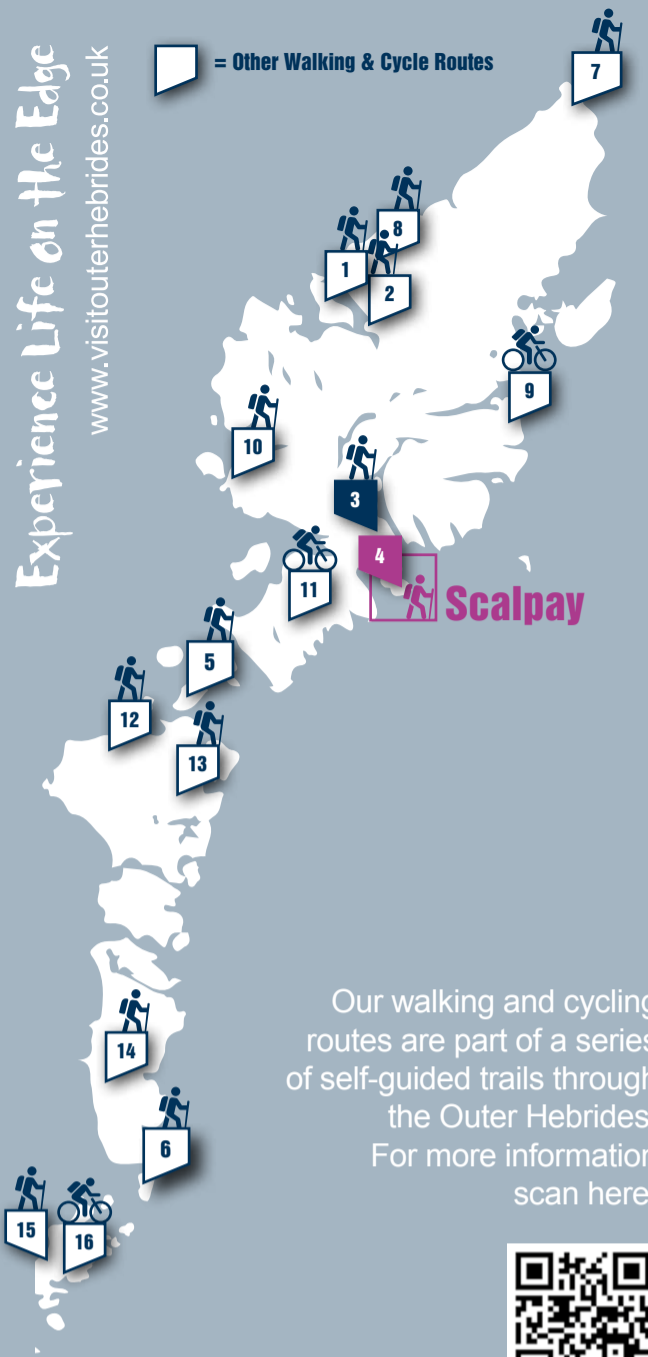 Experience Life on the Edge
www.visitouterhebrides.co.uk
= Other Walking & Cycle Routes
7
8
1
2
9
10
3
4
Scalpay
11
5
12
13
14
6
15
16
Our walking and cycling
routes are part of a series
of self-guided trails through
the Outer Hebrides
For more information
scan here